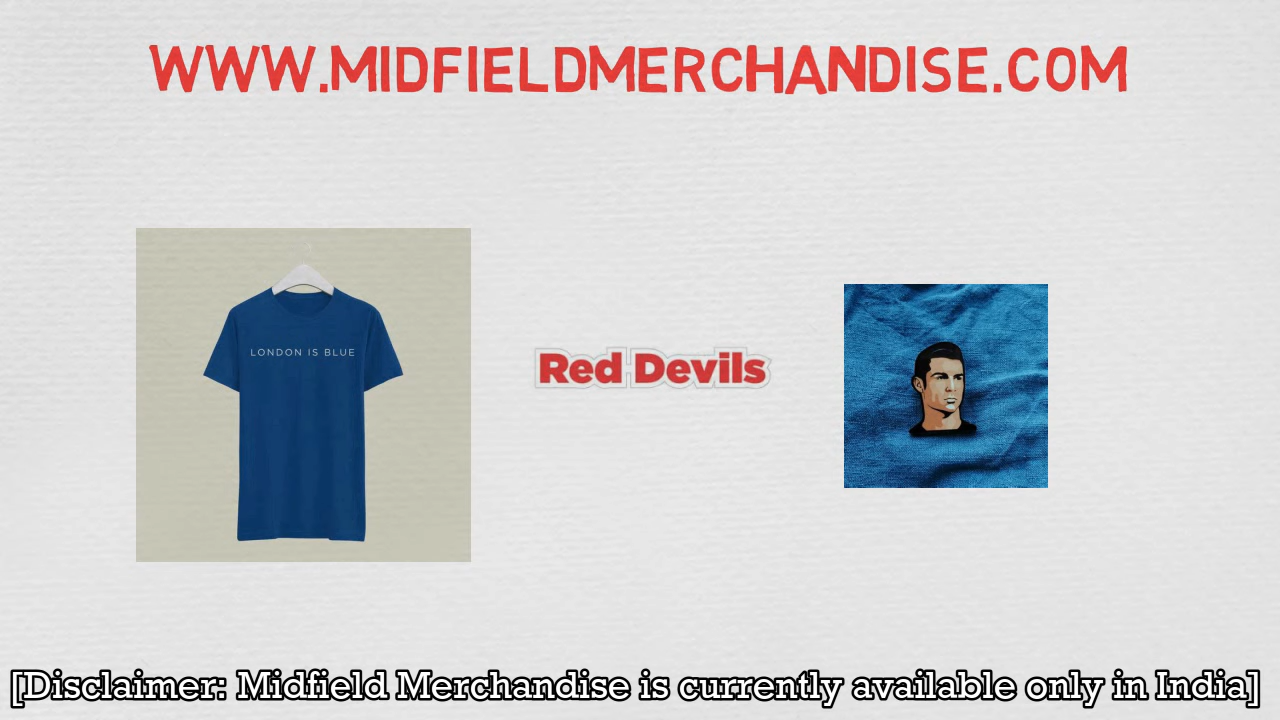 WWW.MIDFIELDMERCHANDISE.COM
LONDON IS BLUE
Red Devils
[Disclaimer: Midfield Merchandise is currently available only in India]